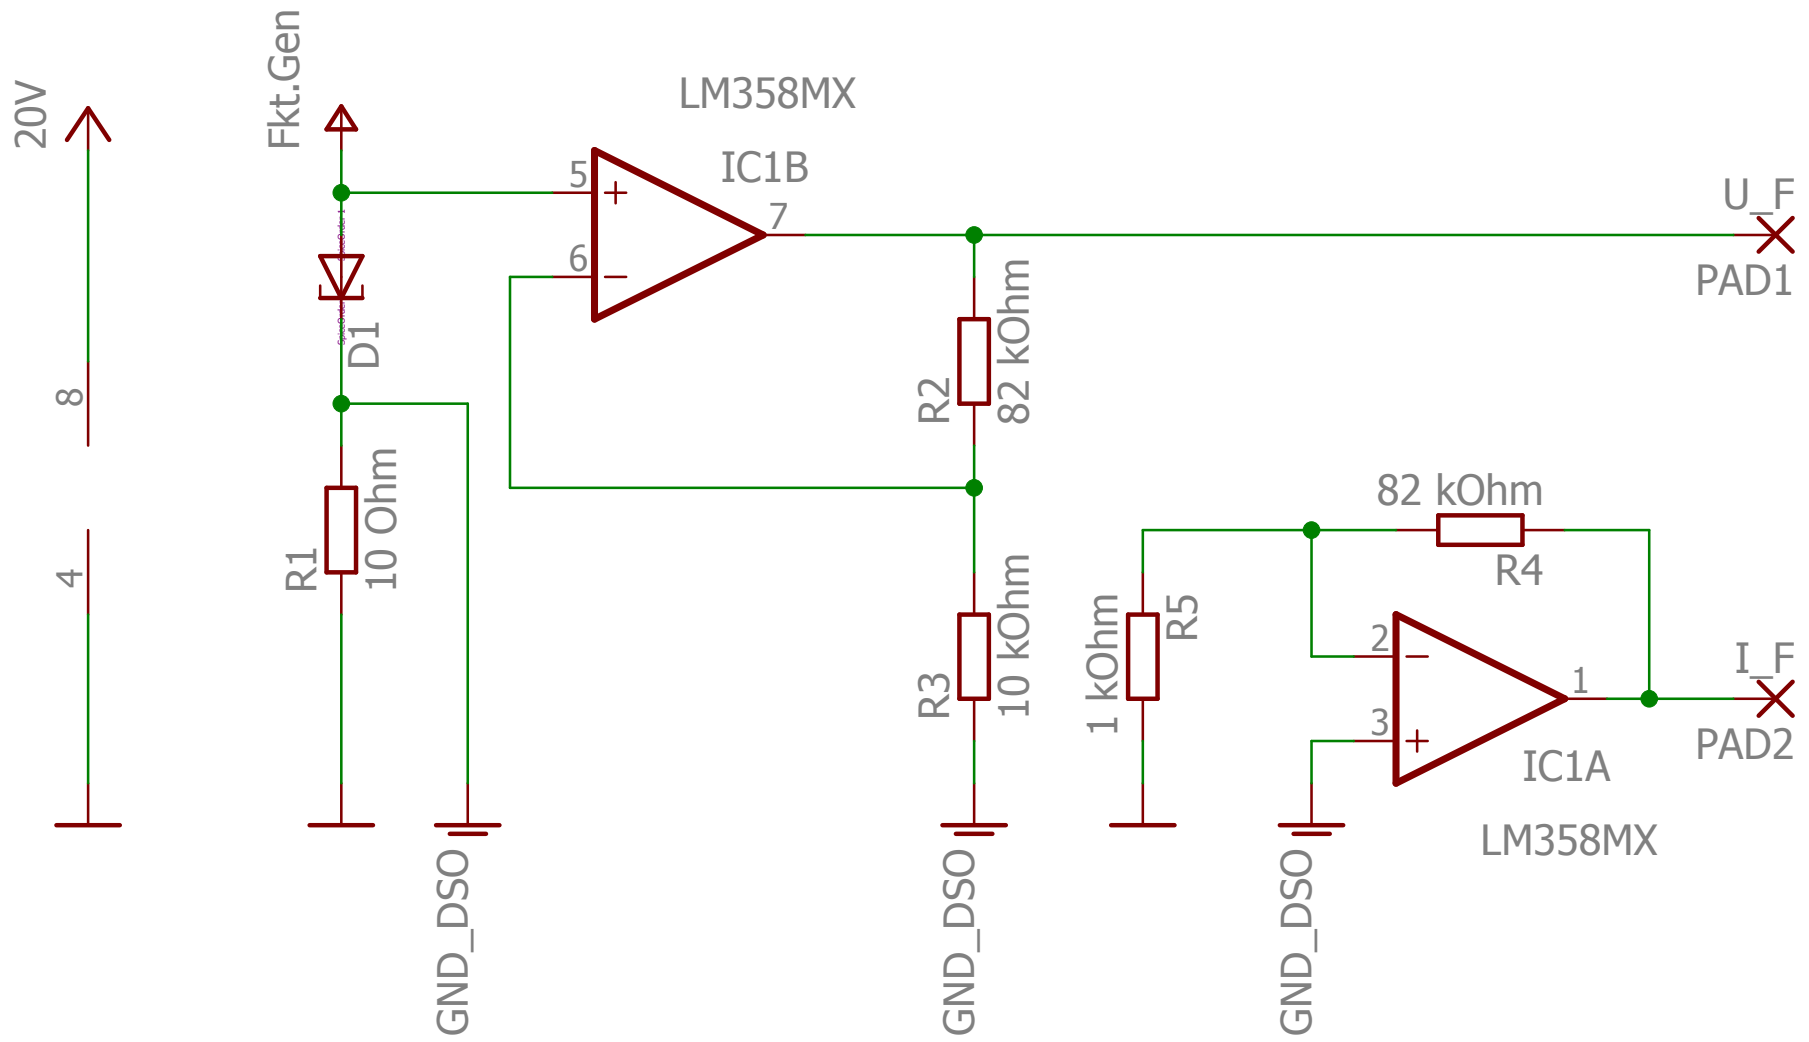 20V
8
4
Fkt.Gen
SpiceOrder 1
D1
R1
10 Ohm
GND_DSO
LM358MX
IC1B
5
6
7
R2
82 kOhm
R3
10 kOhm
GND_DSO
U_F
PAD1
82 kOhm
R4
1 kOhm
R5
2
3
1
I_F
PAD2
IC1A
LM358MX
GND_DSO